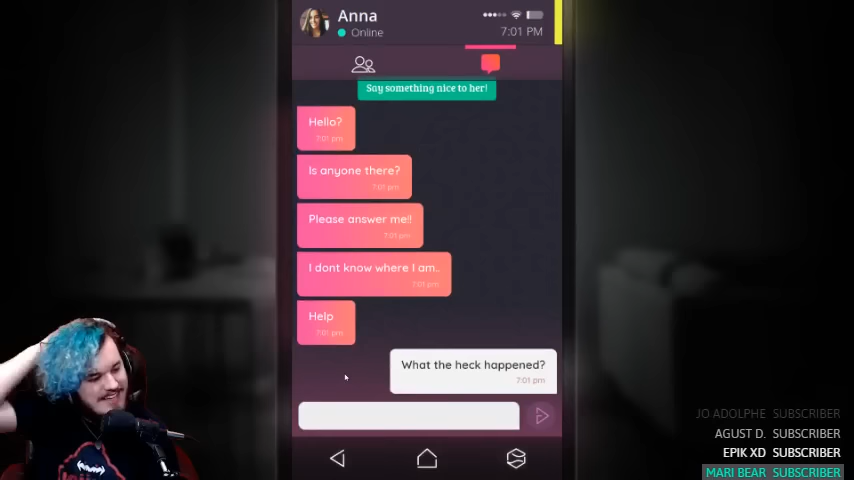 Anna
Online
7:01 PM
Say something nice to her!
Hello?
7:01 pm
Is anyone there?
7:01 pm
Please answer me!!
7:01 pm
I dont know where I am..
7:01 pm
Help
7:01 pm
What the heck happened?
7:01 pm
JO ADOLPHE SUBSCRIBER
AGUST D. SUBSCRIBER
EPIK XD SUBSCRIBER
MARI BEAR SUBSCRIBER